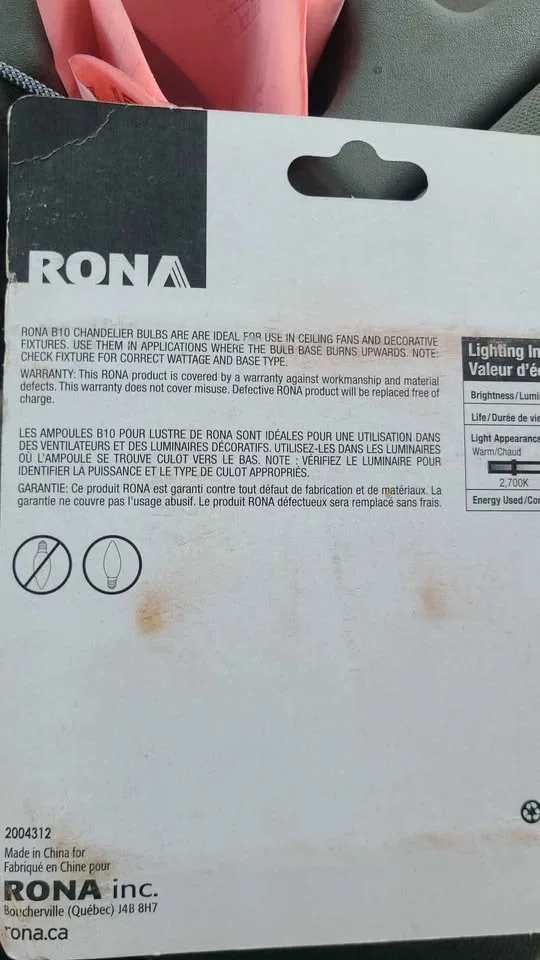 RONA
RONA B10 CHANDELIER BULBS ARE ARE IDEAL FOR USE IN CEILING FANS AND DECORATIVE
FIXTURES. USE THEM IN APPLICATIONS WHERE THE BULB BASE BURNS UPWARDS. NOTE:
CHECK FIXTURE FOR CORRECT WATTAGE AND BASE TYPE.
WARRANTY: This RONA product is covered by a warranty against workmanship and material
defects. This warranty does not cover misuse. Defective RONA product will be replaced free of
charge.
LES AMPOULES B10 POUR LUSTRE DE RONA SONT IDÉALES POUR UNE UTILISATION DANS
DES VENTILATEURS ET DES LUMINAIRES DÉCORATIFS. UTILISEZ-LES DANS LES LUMINAIRES
OÙ L'AMPOULE SE TROUVE CULOT VERS LE BAS. NOTE : VÉRIFIEZ LE LUMINAIRE POUR
IDENTIFIER LA PUISSANCE ET LE TYPE DE CULOT APPROPRIÉS.
GARANTIE: Ce produit RONA est garanti contre tout défaut de fabrication et de matériaux. La
garantie ne couvre pas l'usage abusif. Le produit RONA défectueux sera remplacé sans frais.
Lighting In
Valeur d'é
Brightness/Lumi
Life/Durée de vie
Light Appearance
Warm/Chaud
2,700K
Energy Used/Con
2004312
Made in China for
Fabriqué en Chine pour
RONA inc.
Boucherville (Québec) J4B 8H7
rona.ca